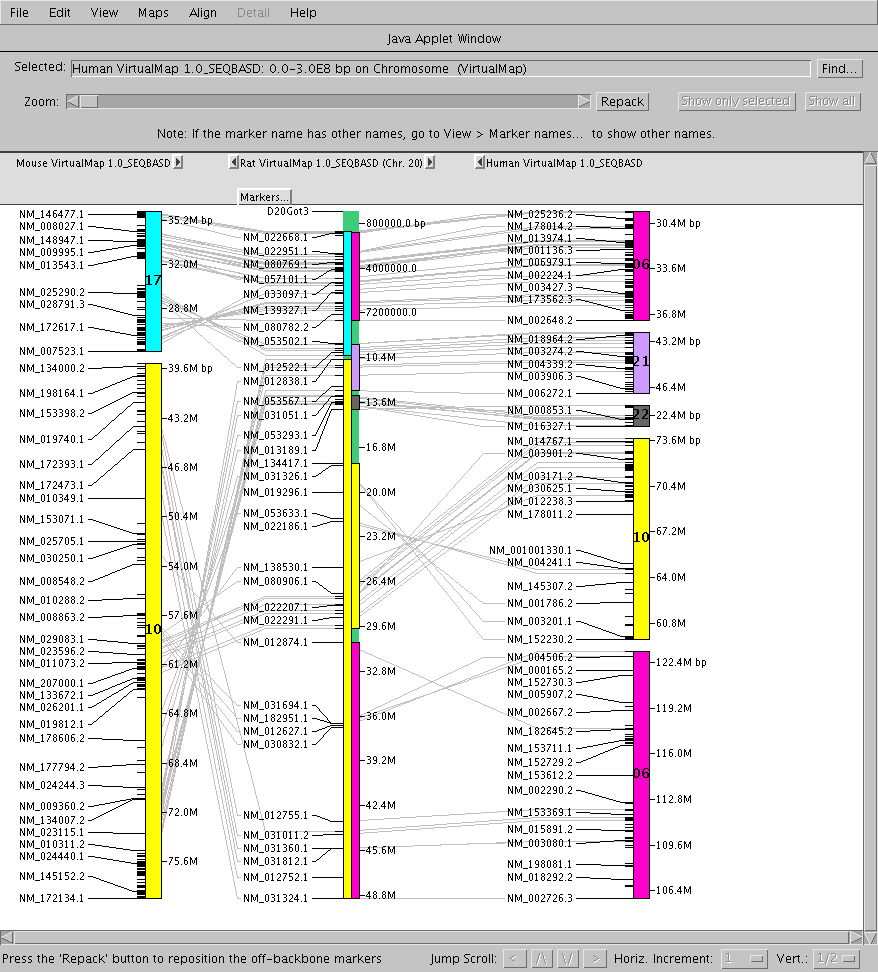 File Edit View Maps Align Detail Help
Java Applet Window
Selected: Human VirtualMap 1.0_SEQBASD: 0.0-3.0E8 bp on Chromosome (VirtualMap) Find...
Zoom: Repack Show only selected Show all
Note: If the marker name has other names, go to View > Marker names... to show other names.
Mouse VirtualMap 1.0_SEQBASD
NM_146477.1
NM_008027.1
NM_148947.1
NM_009995.1
NM_013543.1
NM_025290.2
NM_028791.3
NM_172617.1
NM_007523.1
NM_134000.2
NM_198164.1
NM_153398.2
NM_019740.1
NM_172393.1
NM_172473.1
NM_010349.1
NM_153071.1
NM_025705.1
NM_030250.1
NM_008548.2
NM_010288.2
NM_008863.2
NM_029083.1
NM_023596.2
NM_011073.2
NM_207000.1
NM_133672.1
NM_026201.1
NM_019812.1
NM_178606.2
NM_177794.2
NM_024244.3
NM_009360.2
NM_134007.2
NM_023115.1
NM_010311.2
NM_024440.1
NM_145152.2
NM_172134.1
17
10
35.2M bp
32.0M
28.8M
39.6M bp
43.2M
46.8M
50.4M
54.0M
57.6M
61.2M
64.8M
68.4M
72.0M
75.6M
Rat VirtualMap 1.0_SEQBASD (Chr. 20)
Markers...
D20Got3
NM_022668.1
NM_022951.1
NM_080769.1
NM_057101.1
NM_033097.1
NM_139327.1
NM_080782.2
NM_053502.1
NM_012522.1
NM_012838.1
NM_053567.1
NM_031051.1
NM_053293.1
NM_013189.1
NM_134417.1
NM_031326.1
NM_019296.1
NM_053633.1
NM_022186.1
NM_138530.1
NM_080906.1
NM_022207.1
NM_022291.1
NM_012874.1
NM_031694.1
NM_182951.1
NM_012627.1
NM_030832.1
NM_012755.1
NM_031011.2
NM_031360.1
NM_031812.1
NM_012752.1
NM_031324.1
800000.0 bp
4000000.0
7200000.0
10.4M
13.6M
16.8M
20.0M
23.2M
26.4M
29.6M
32.8M
36.0M
39.2M
42.4M
45.6M
48.8M
Human VirtualMap 1.0_SEQBASD
NM_025236.2
NM_178014.2
NM_013974.1
NM_001136.3
NM_006979.1
NM_002224.1
NM_003427.3
NM_173562.3
NM_002648.2
NM_018964.2
NM_003274.2
NM_004339.2
NM_003906.3
NM_006272.1
NM_000853.1
NM_016327.1
NM_014767.1
NM_003901.2
NM_003171.2
NM_030625.1
NM_012238.3
NM_178011.2
NM_001001330.1
NM_004241.1
NM_145307.2
NM_001786.2
NM_003201.1
NM_152230.2
NM_004506.2
NM_000165.2
NM_152730.3
NM_005907.2
NM_002667.2
NM_182645.2
NM_153711.1
NM_152729.2
NM_153612.2
NM_002290.2
NM_153369.1
NM_015891.2
NM_003080.1
NM_198081.1
NM_018292.2
NM_002726.3
06
21
22
10
06
30.4M bp
33.6M
36.8M
43.2M bp
46.4M
22.4M bp
73.6M bp
70.4M
67.2M
64.0M
60.8M
122.4M bp
119.2M
116.0M
112.8M
109.6M
106.4M
Press the 'Repack' button to reposition the off-backbone markers Jump Scroll: < /\ \/ > Horiz. Increment: 1 Vert.: 1/2